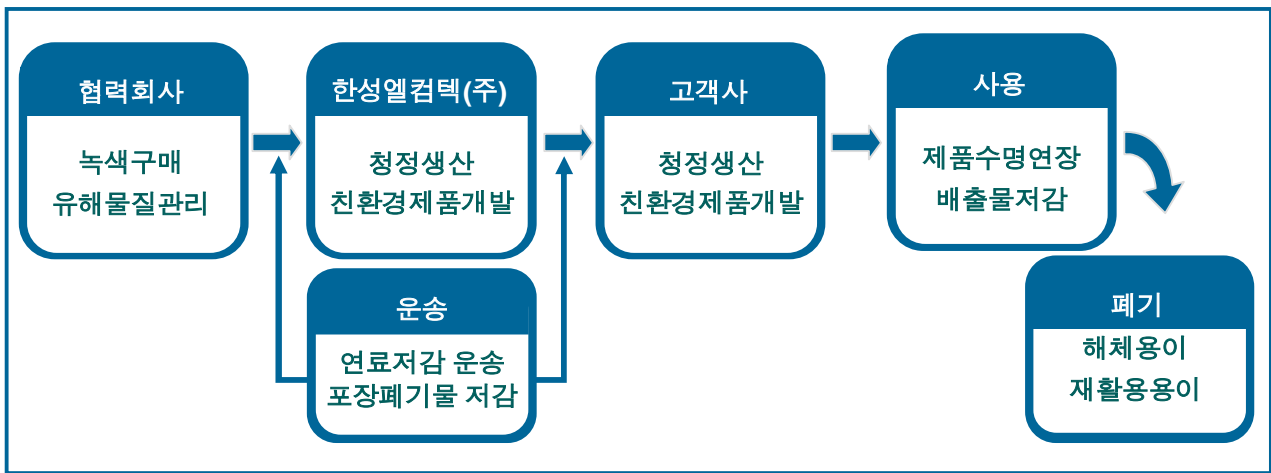 협력회사
녹색구매
유해물질관리
한성엘컴텍(주)
청정생산
친환경제품개발
고객사
청정생산
친환경제품개발
사용
제품수명연장
배출물저감
운송
연료저감 운송
포장폐기물 저감
폐기
해체용이
재활용용이